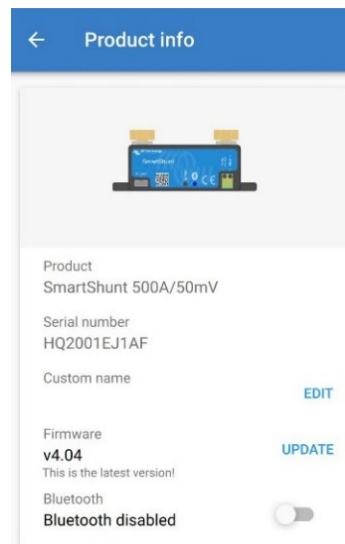 Product info
SmartShunt
Product
SmartShunt 500A/50mV
Serial number
HQ2001EJ1AF
Custom name
EDIT
Firmware
v4.04
UPDATE
This is the latest version!
Bluetooth
Bluetooth disabled